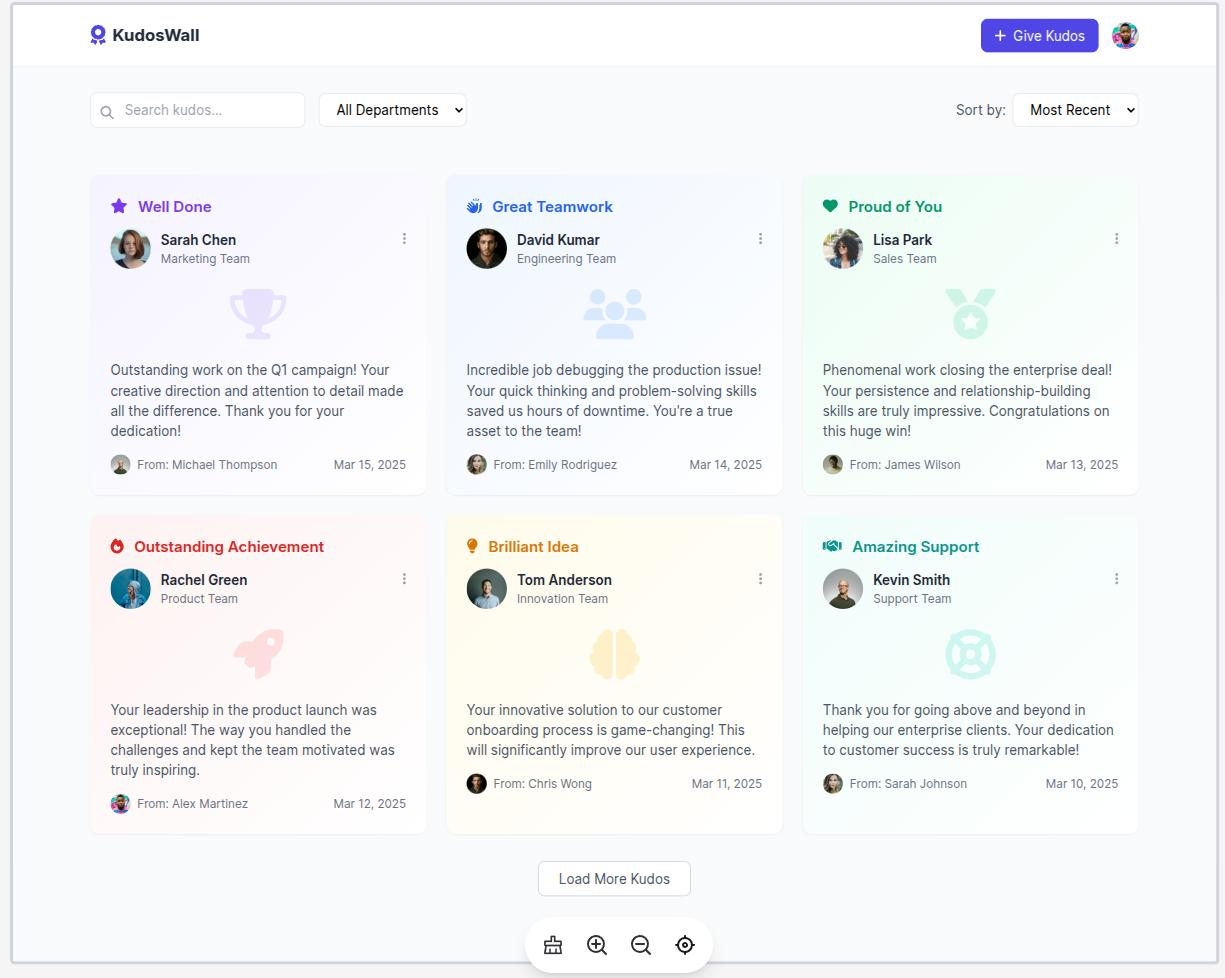 KudosWall
+ Give Kudos
Search kudos...
All Departments
Sort by:
Most Recent
Well Done
Sarah Chen
Marketing Team
Outstanding work on the Q1 campaign! Your
creative direction and attention to detail made
all the difference. Thank you for your
dedication!
From: Michael Thompson
Mar 15, 2025
Great Teamwork
David Kumar
Engineering Team
Incredible job debugging the production issue!
Your quick thinking and problem-solving skills
saved us hours of downtime. You're a true
asset to the team!
From: Emily Rodriguez
Mar 14, 2025
Proud of You
Lisa Park
Sales Team
Phenomenal work closing the enterprise deal!
Your persistence and relationship-building
skills are truly impressive. Congratulations on
this huge win!
From: James Wilson
Mar 13, 2025
Outstanding Achievement
Rachel Green
Product Team
Your leadership in the product launch was
exceptional! The way you handled the
challenges and kept the team motivated was
truly inspiring.
From: Alex Martinez
Mar 12, 2025
Brilliant Idea
Tom Anderson
Innovation Team
Your innovative solution to our customer
onboarding process is game-changing! This
will significantly improve our user experience.
From: Chris Wong
Mar 11, 2025
Amazing Support
Kevin Smith
Support Team
Thank you for going above and beyond in
helping our enterprise clients. Your dedication
to customer success is truly remarkable!
From: Sarah Johnson
Mar 10, 2025
Load More Kudos